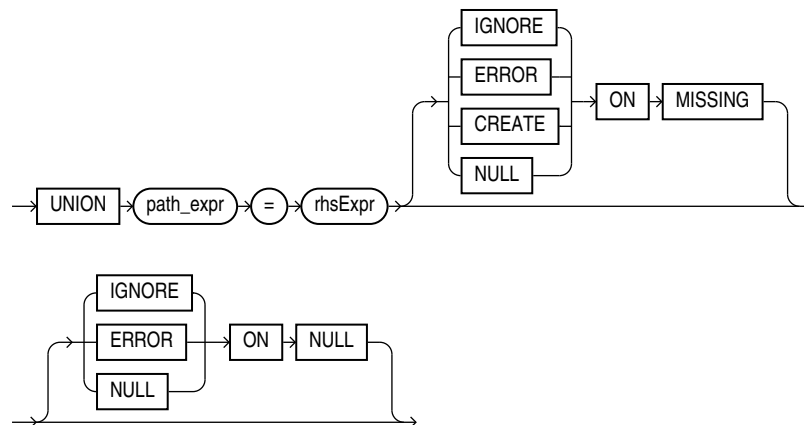 IGNORE
ERROR
CREATE
NULL
ON MISSING
UNION path_expr = rhsExpr
IGNORE
ERROR
NULL
ON NULL